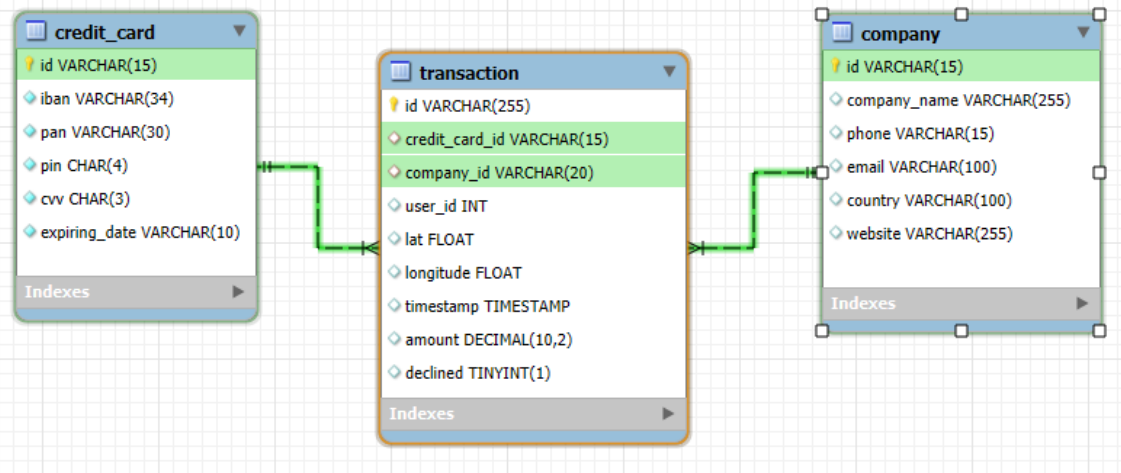 credit_card
id VARCHAR(15)
iban VARCHAR(34)
pan VARCHAR(30)
pin CHAR(4)
cvv CHAR(3)
expiring_date VARCHAR(10)
Indexes
transaction
id VARCHAR(255)
credit_card_id VARCHAR(15)
company_id VARCHAR(20)
user_id INT
lat FLOAT
longitude FLOAT
timestamp TIMESTAMP
amount DECIMAL(10,2)
declined TINYINT(1)
Indexes
company
id VARCHAR(15)
company_name VARCHAR(255)
phone VARCHAR(15)
email VARCHAR(100)
country VARCHAR(100)
website VARCHAR(255)
Indexes